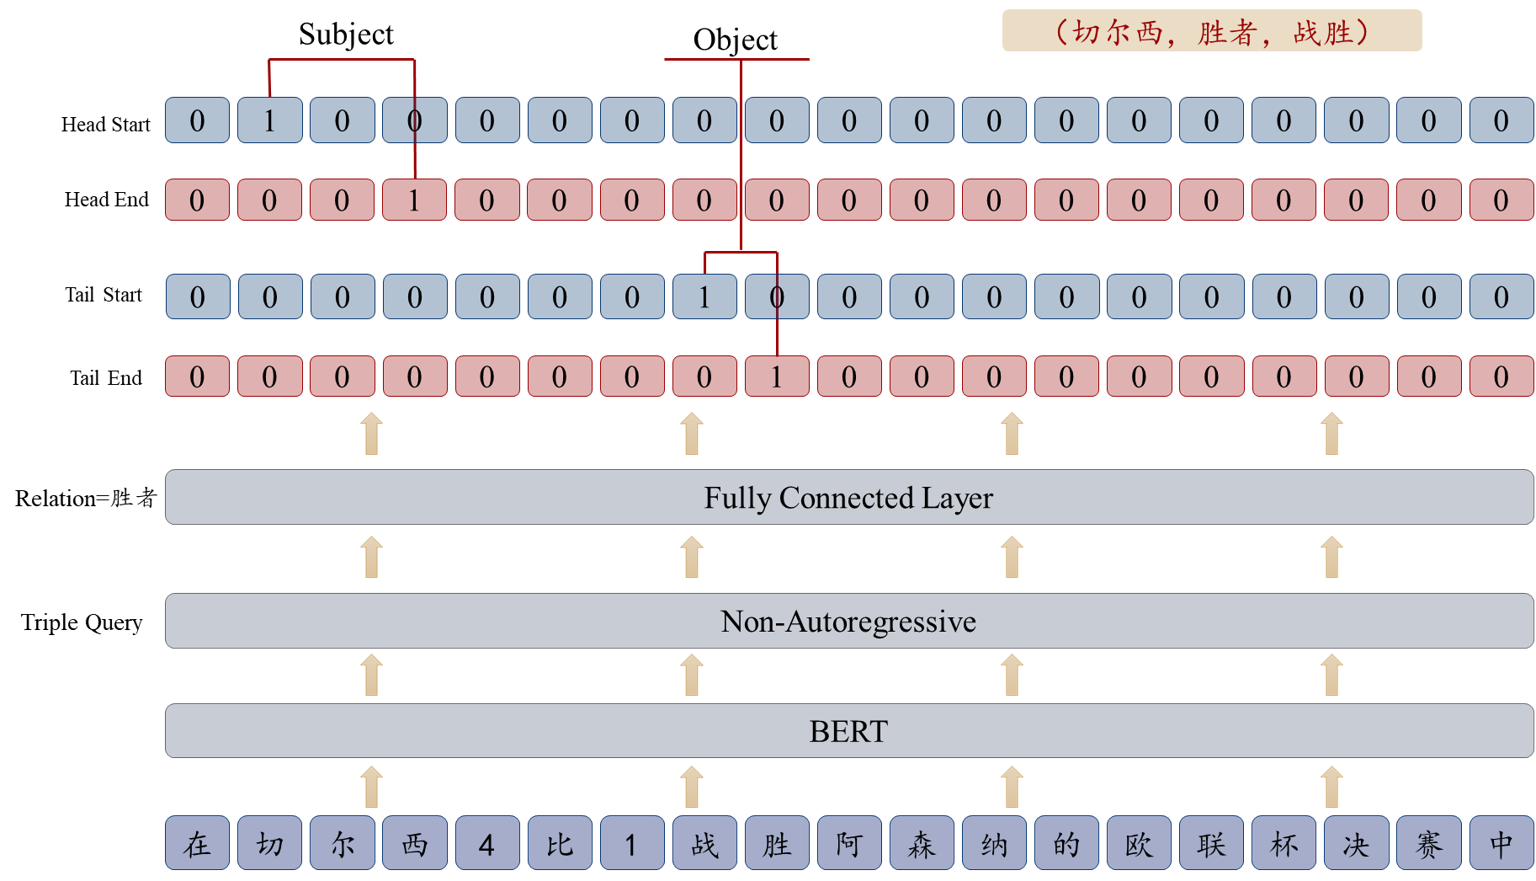 Subject
Object
(切尔西, 胜者, 战胜)
Head Start 0 1 0 0 0 0 0 0 0 0 0 0 0 0 0 0 0 0 0
Head End 0 0 0 1 0 0 0 0 0 0 0 0 0 0 0 0 0 0 0
Tail Start 0 0 0 0 0 0 0 1 0 0 0 0 0 0 0 0 0 0 0
Tail End 0 0 0 0 0 0 0 0 1 0 0 0 0 0 0 0 0 0 0
Relation=胜者 Fully Connected Layer
Triple Query Non-Autoregressive
BERT
在 切 尔 西 4 比 1 战 胜 阿 森 纳 的 欧 联 杯 决 赛 中